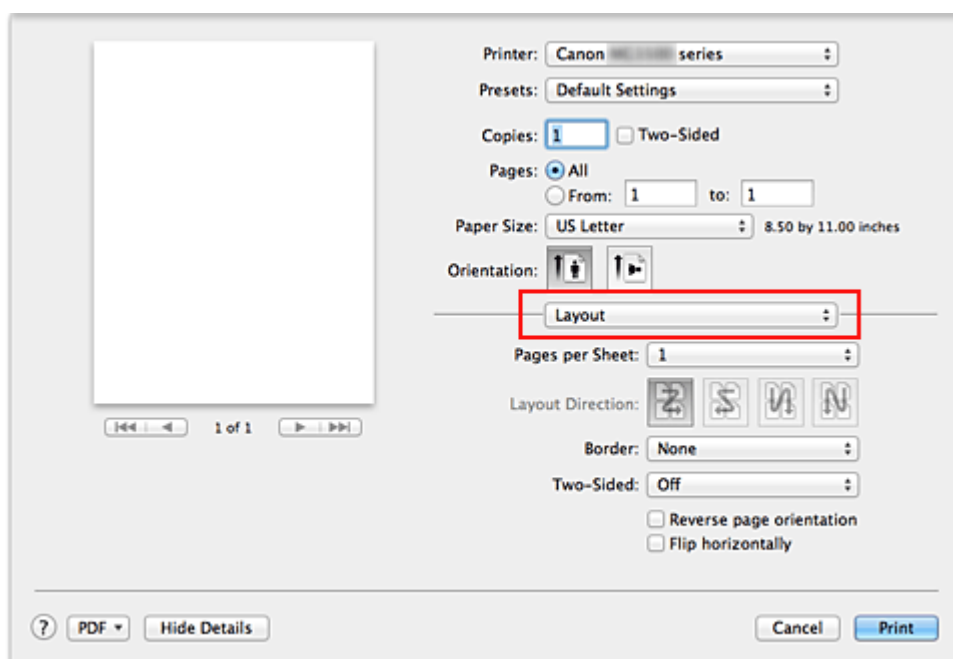 Printer: Canon series
Presets: Default Settings
Copies: 1 Two-Sided
Pages: All
From: 1 to: 1
Paper Size: US Letter 8.50 by 11.00 inches
Orientation:
Layout
Pages per Sheet: 1
Layout Direction:
Border: None
Two-Sided: Off
Reverse page orientation
Flip horizontally
1 of 1
? PDF Hide Details Cancel Print